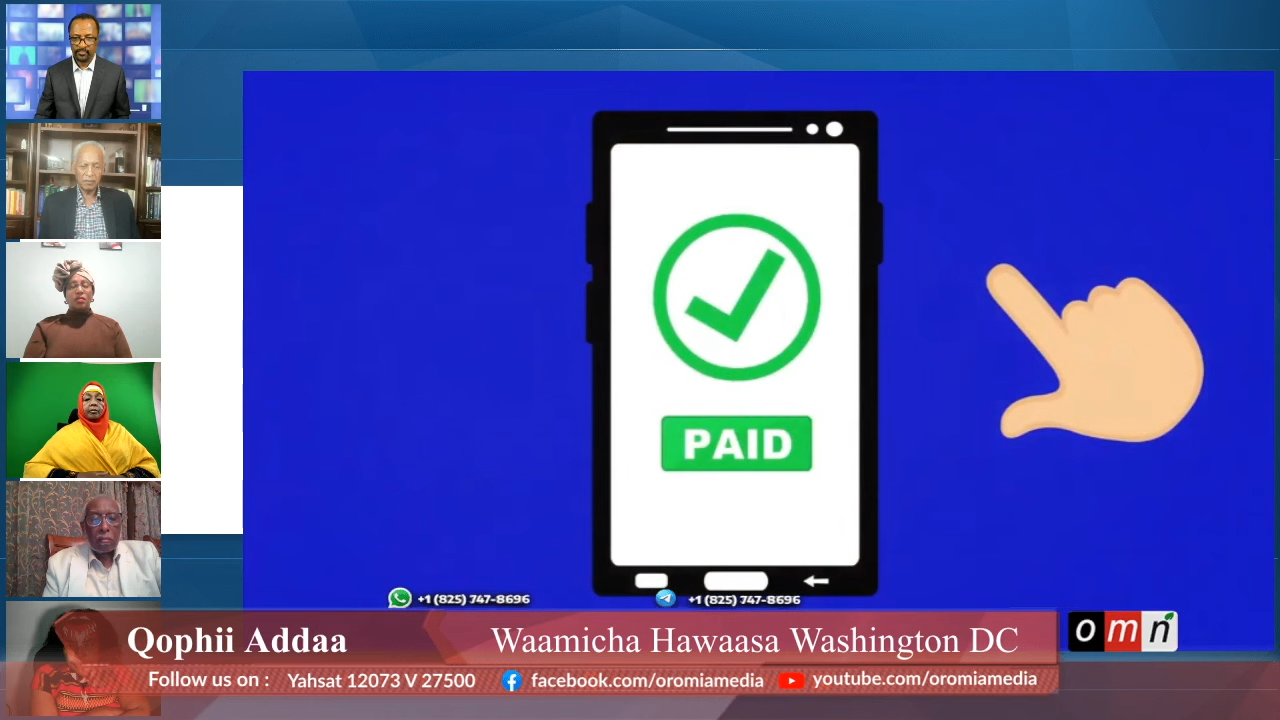 PAID
+1 (825) 747-8696
+1 (825) 747-8696
Qophii Addaa
Waamicha Hawaasa Washington DC
omn
Follow us on :
Yahsat 12073 V 27500
facebook.com/oromiamedia
youtube.com/oromiamedia